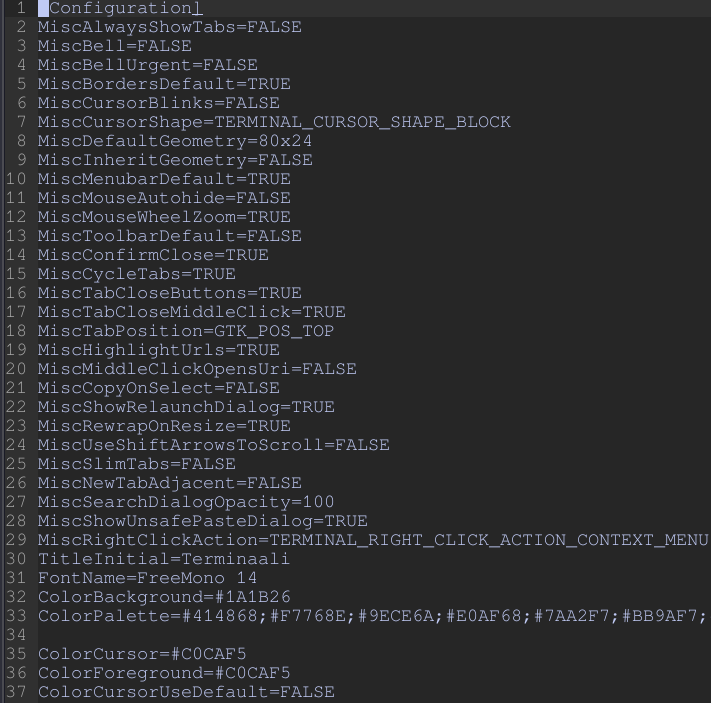 1 [Configuration]
2 MiscAlwaysShowTabs=FALSE
3 MiscBell=FALSE
4 MiscBellUrgent=FALSE
5 MiscBordersDefault=TRUE
6 MiscCursorBlinks=FALSE
7 MiscCursorShape=TERMINAL_CURSOR_SHAPE_BLOCK
8 MiscDefaultGeometry=80x24
9 MiscInheritGeometry=FALSE
10 MiscMenubarDefault=TRUE
11 MiscMouseAutohide=FALSE
12 MiscMouseWheelZoom=TRUE
13 MiscToolbarDefault=FALSE
14 MiscConfirmClose=TRUE
15 MiscCycleTabs=TRUE
16 MiscTabCloseButtons=TRUE
17 MiscTabCloseMiddleClick=TRUE
18 MiscTabPosition=GTK_POS_TOP
19 MiscHighlightUrls=TRUE
20 MiscMiddleClickOpensUri=FALSE
21 MiscCopyOnSelect=FALSE
22 MiscShowRelaunchDialog=TRUE
23 MiscRewrapOnResize=TRUE
24 MiscUseShiftArrowsToScroll=FALSE
25 MiscSlimTabs=FALSE
26 MiscNewTabAdjacent=FALSE
27 MiscSearchDialogOpacity=100
28 MiscShowUnsafePasteDialog=TRUE
29 MiscRightClickAction=TERMINAL_RIGHT_CLICK_ACTION_CONTEXT_MENU
30 TitleInitial=Terminaali
31 FontName=FreeMono 14
32 ColorBackground=#1A1B26
33 ColorPalette=#414868;#F7768E;#9ECE6A;#E0AF68;#7AA2F7;#BB9AF7;
34
35 ColorCursor=#C0CAF5
36 ColorForeground=#C0CAF5
37 ColorCursorUseDefault=FALSE